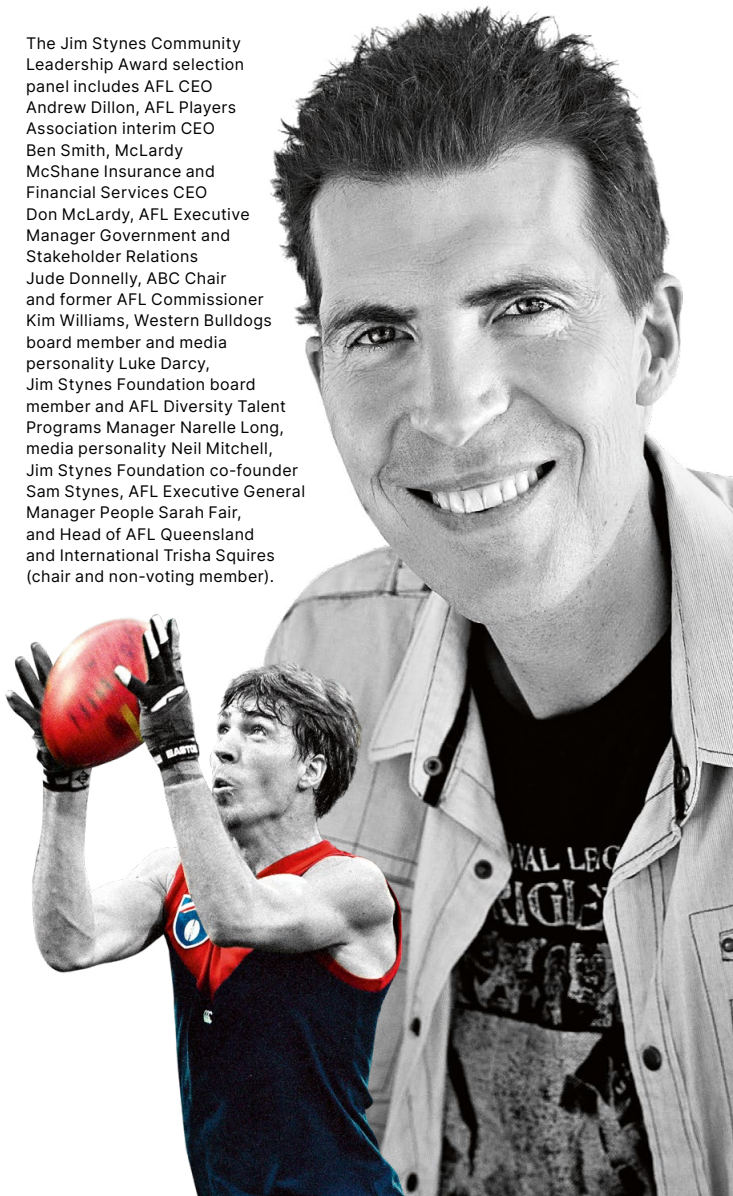 The Jim Stynes Community
Leadership Award selection
panel includes AFL CEO
Andrew Dillon, AFL Players
Association interim CEO
Ben Smith, McLardy
McShane Insurance and
Financial Services CEO
Don McLardy, AFL Executive
Manager Government and
Stakeholder Relations
Jude Donnelly, ABC Chair
and former AFL Commissioner
Kim Williams, Western Bulldogs
board member and media
personality Luke Darcy,
Jim Stynes Foundation board
member and AFL Diversity Talent
Programs Manager Narelle Long,
media personality Neil Mitchell,
Jim Stynes Foundation co-founder
Sam Stynes, AFL Executive General
Manager People Sarah Fair,
and Head of AFL Queensland
and International Trisha Squires
(chair and non-voting member).